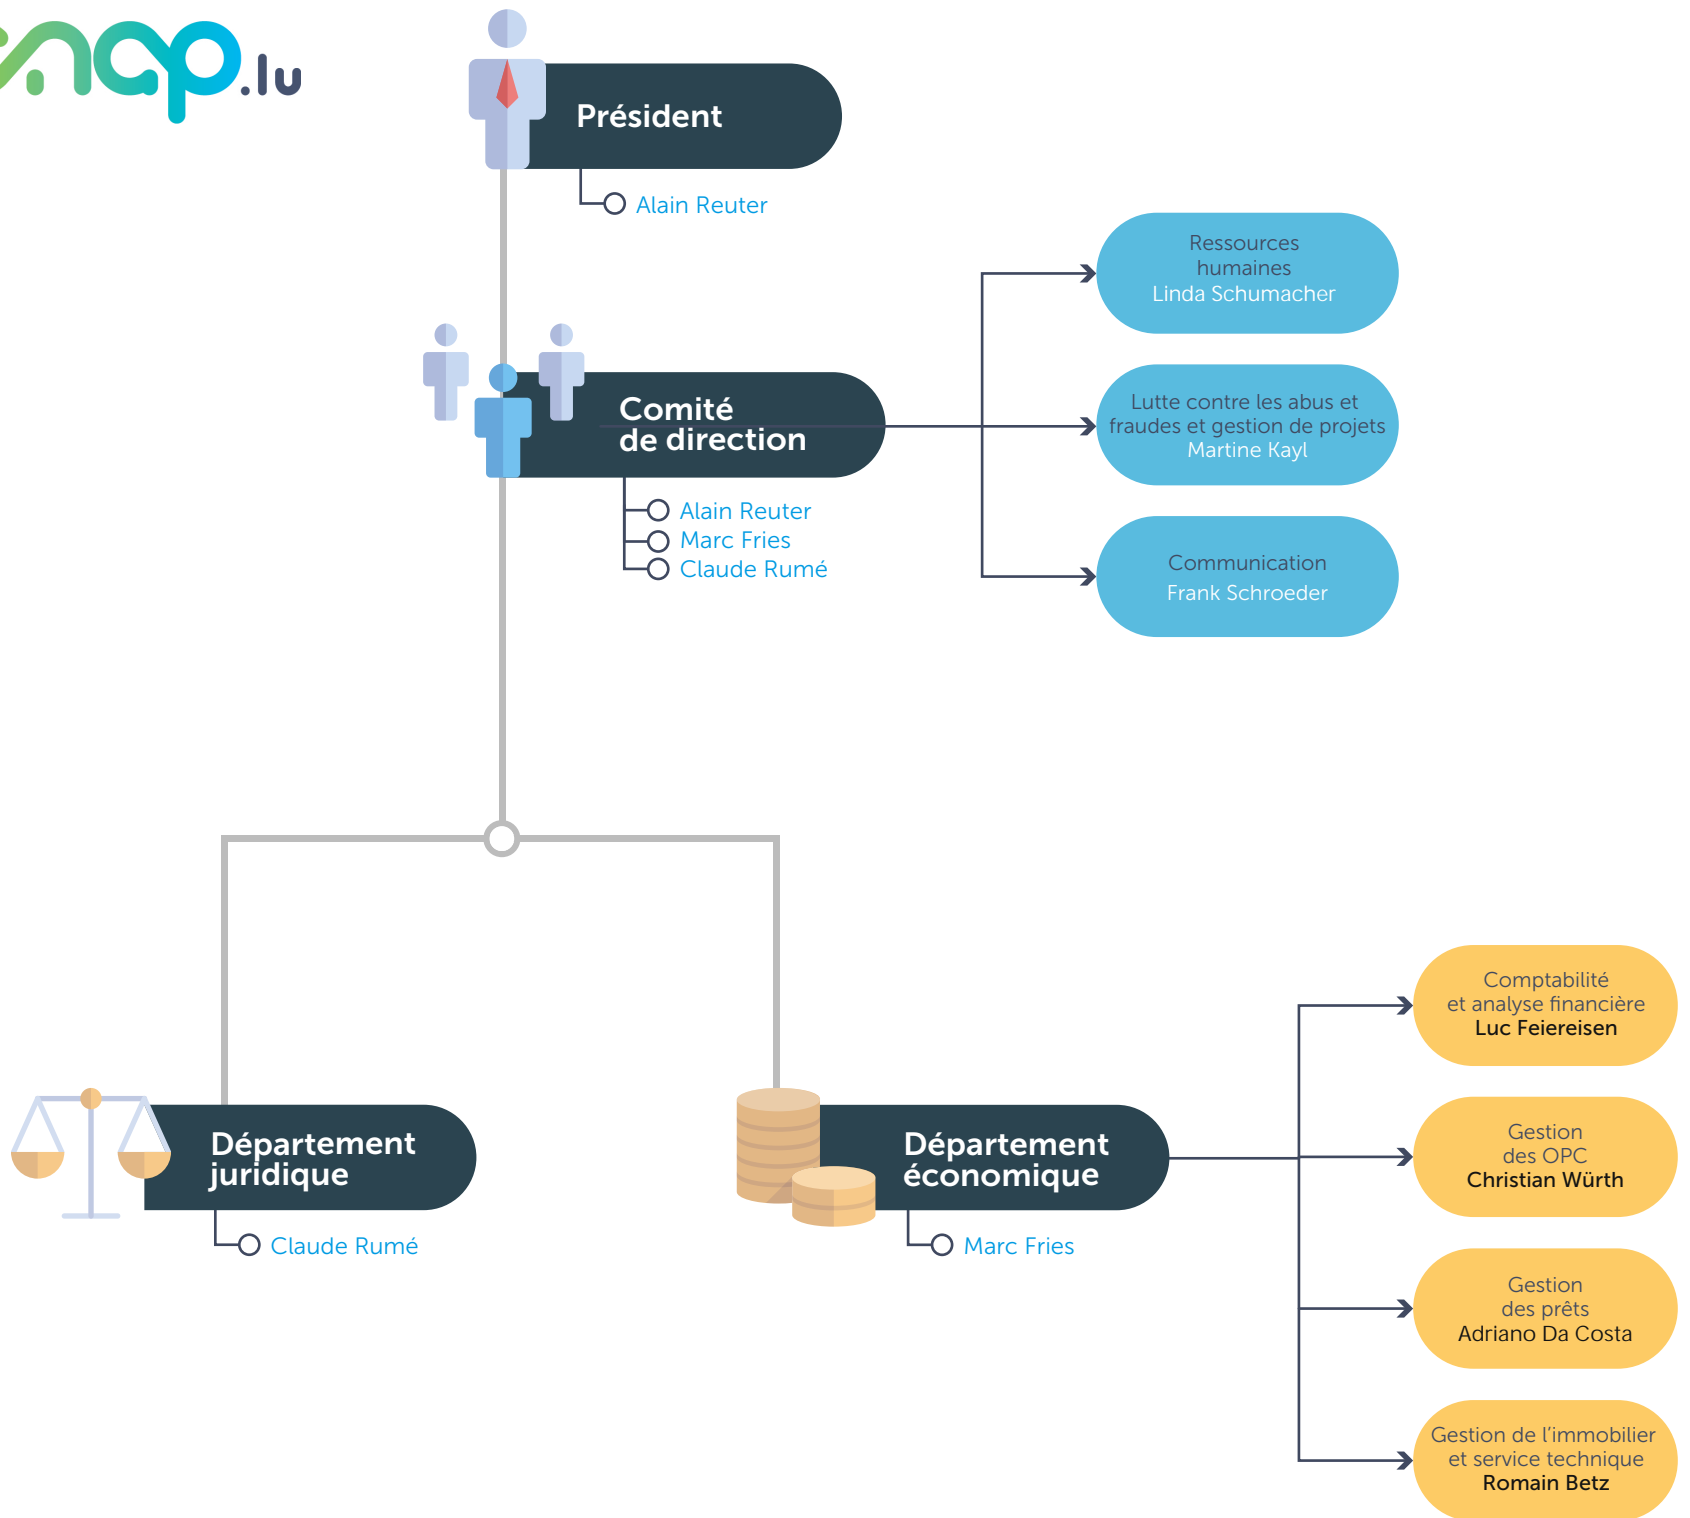 nap.lu
Président
Alain Reuter
Ressources
humaines
Linda Schumacher
Lutte contre les abus et
fraudes et gestion de projets
Martine Kayl
Communication
Frank Schroeder
Comité
de direction
Alain Reuter
Marc Fries
Claude Rumé
Département
juridique
Claude Rumé
Département
économique
Marc Fries
Comptabilité
et analyse financière
Luc Feiereisen
Gestion
des OPC
Christian Würth
Gestion
des prêts
Adriano Da Costa
Gestion de l’immobilier
et service technique
Romain Betz